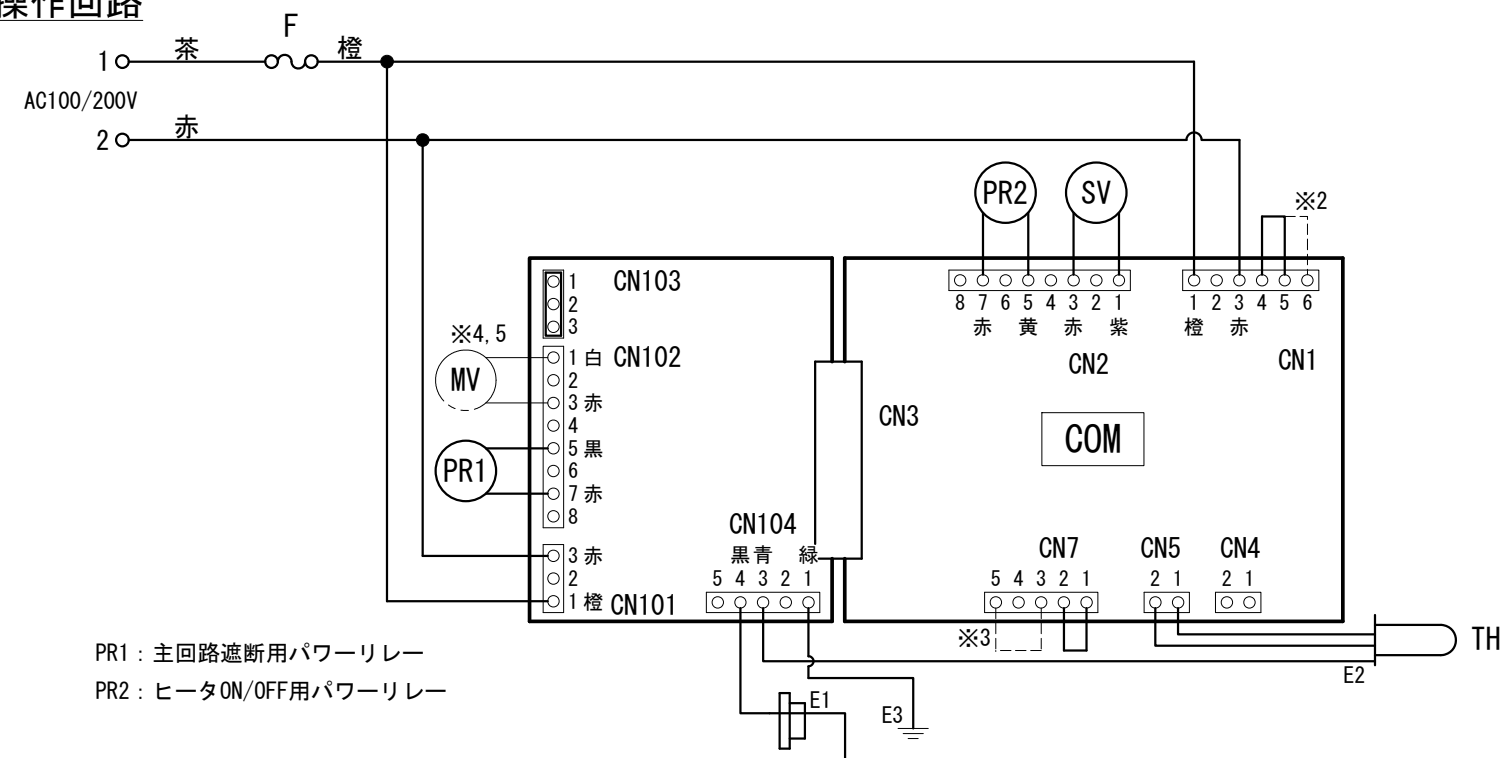 操作回路
F
1 茶 橙
AC100/200V
2 赤
PR2 SV ※2
CN103
1
2
3
8 7 6 5 4 3 2 1
赤 黄 赤 紫
1 2 3 4 5 6
橙 赤
CN2 CN1
※4,5
MV
1 白 CN102
2
3 赤
4
5 黒
6
7 赤
8
PR1
CN3
COM
CN104
黒 青 緑
5 4 3 2 1
3 赤
2
1 橙 CN101
CN7 CN5 CN4
5 4 3 2 1
2 1
2 1
※3
TH
E2
E1
E3
PR1：主回路遮断用パワーリレー
PR2：ヒータON/OFF用パワーリレー